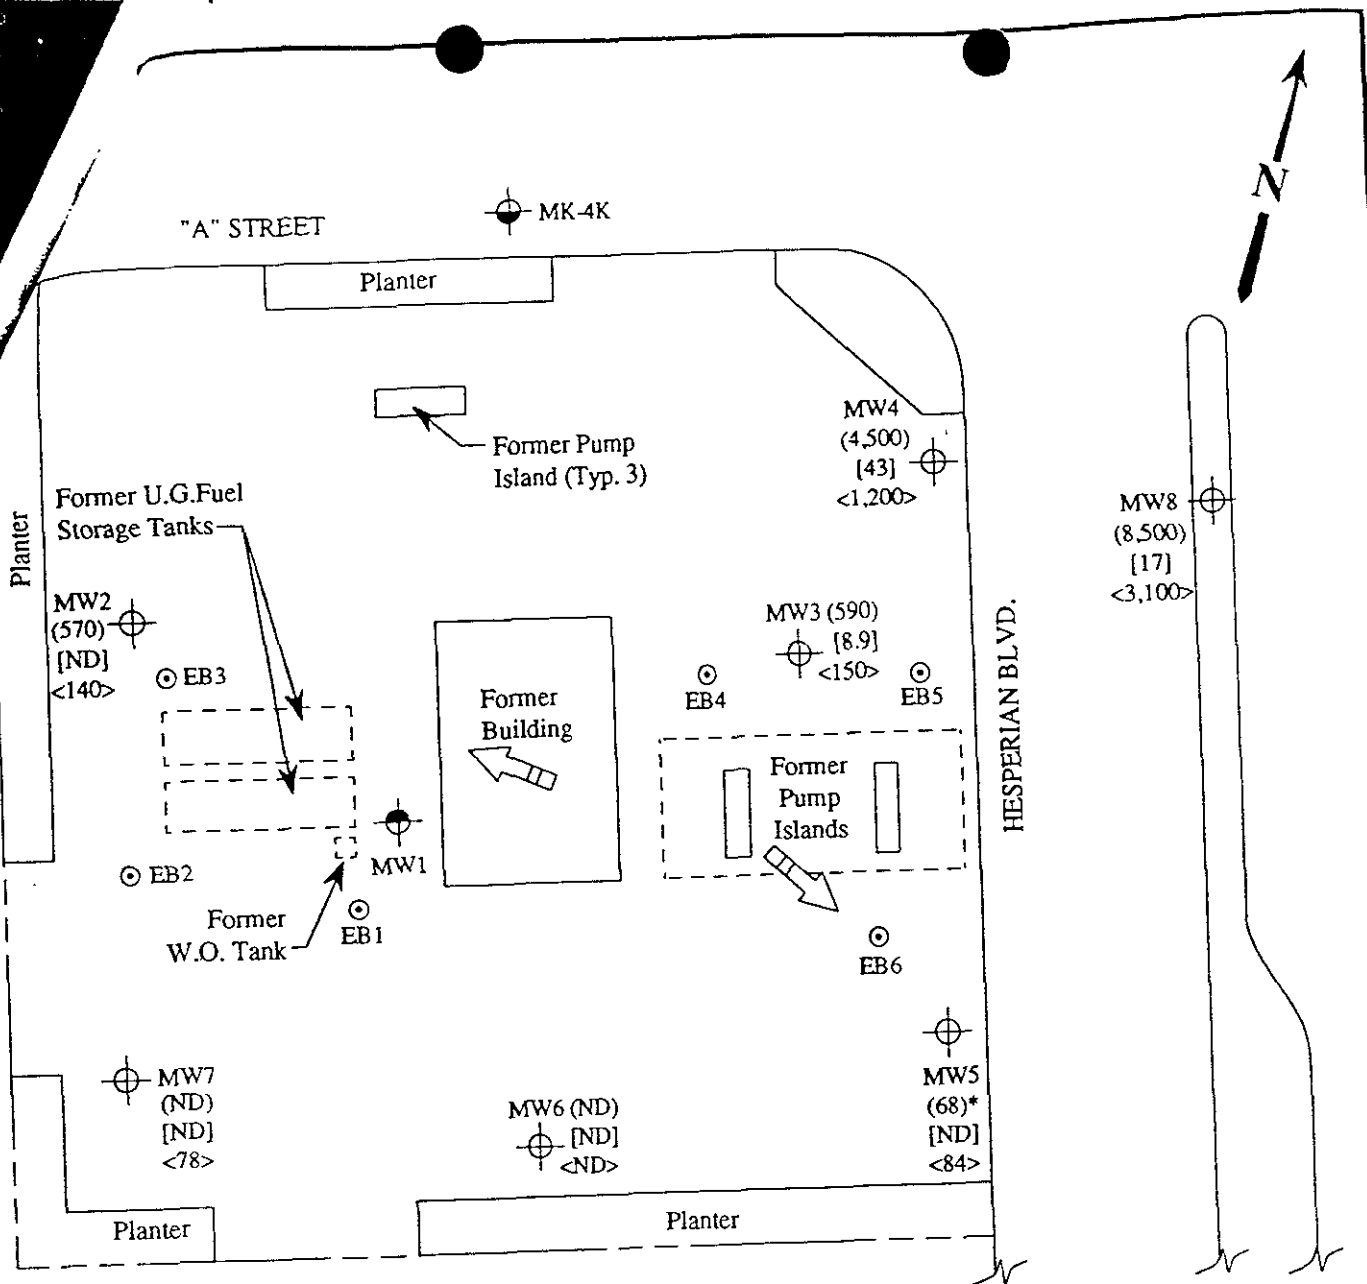 N
"A" STREET
MK-4K
Planter
Former Pump
Island (Typ. 3)
MW4
(4,500)
[43]
<1,200>
MW8
(8,500)
[17]
<3,100>
Former U.G.Fuel
Storage Tanks
Planter
MW2
(570)
[ND]
<140>
EB3
Former
Building
MW3 (590)
[8.9]
<150>
EB4
EB5
HESPERIAN BLVD.
Former
Pump
Islands
MW1
EB2
EB1
Former
W.O. Tank
EB6
MW7
(ND)
[ND]
<78>
MW6 (ND)
[ND]
<ND>
MW5
(68)*
[ND]
<84>
Planter
Planter